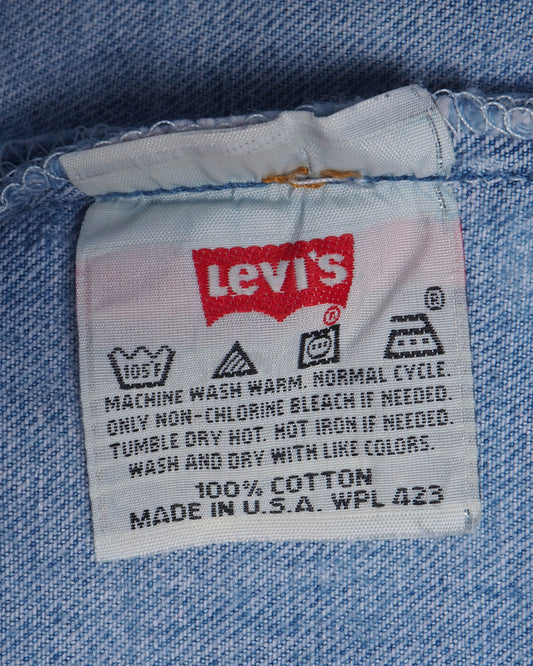 Levi's
®
®
105°
MACHINE WASH WARM. NORMAL CYCLE.
ONLY NON-CHLORINE BLEACH IF NEEDED.
TUMBLE DRY HOT. HOT IRON IF NEEDED.
WASH AND DRY WITH LIKE COLORS.
100% COTTON
MADE IN U.S.A. WPL 423